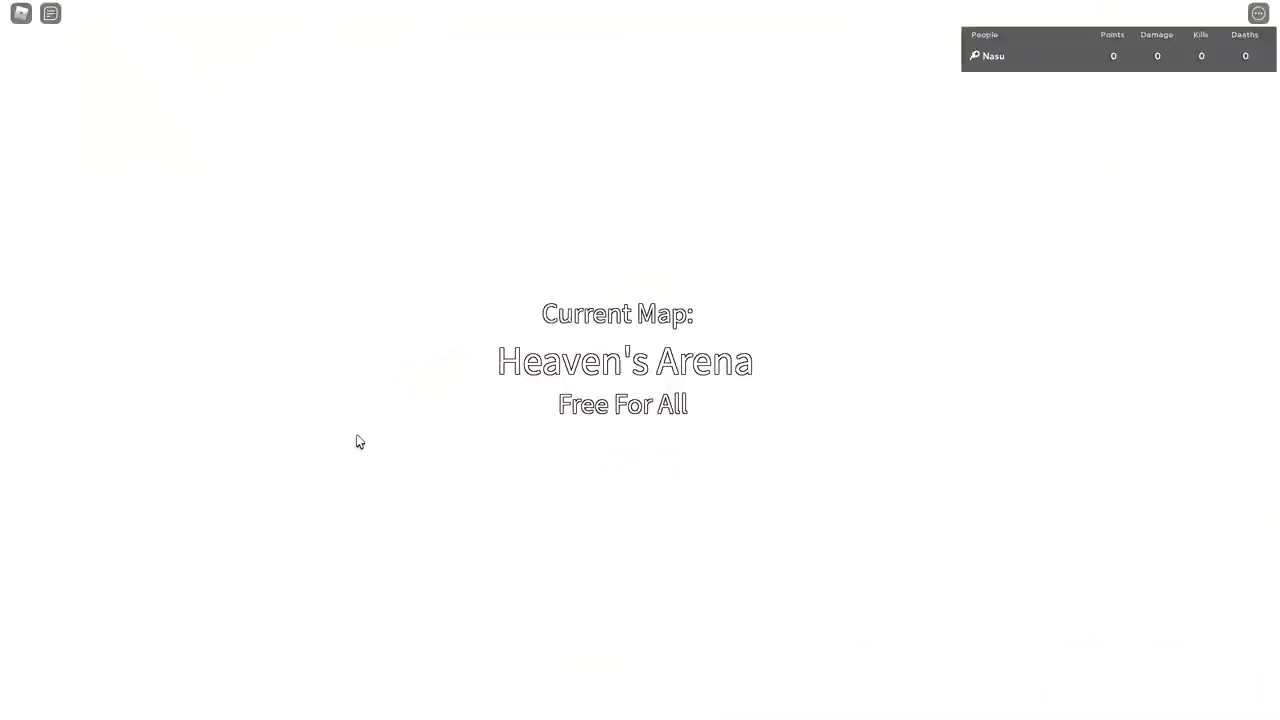 People Points Damage Kills Deaths
Nasu 0 0 0 0
Current Map:
Heaven's Arena
Free For All